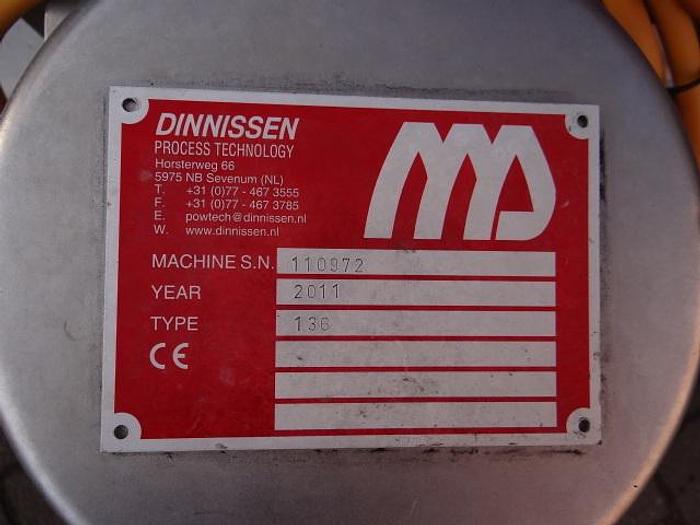 DINNISSEN
PROCESS TECHNOLOGY
Horsterweg 66
5975 NB Sevenum (NL)
T. +31 (0)77 - 467 3555
F. +31 (0)77 - 467 3785
E. powtech@dinnissen.nl
W. www.dinnissen.nl
MACHINE S.N. 110972
YEAR 2011
TYPE 136
CE